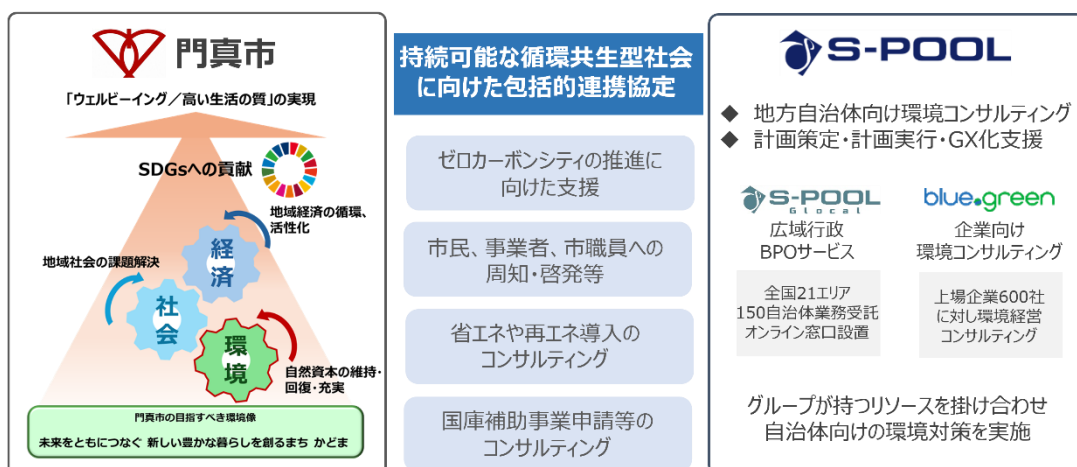 門真市
「ウェルビーイング／高い生活の質」の実現
SDGsへの貢献
地域経済の循環、
活性化
経済
地域社会の課題解決
社会
環境
自然資本の維持・
回復・充実
門真市の目指すべき環境像
未来をともにつなぐ 新しい豊かな暮らしを創るまち かどま
持続可能な循環共生型社会
に向けた包括的連携協定
ゼロカーボンシティの推進に
向けた支援
市民、事業者、市職員への
周知・啓発等
省エネや再エネ導入の
コンサルティング
国庫補助事業申請等の
コンサルティング
S-POOL
◆ 地方自治体向け環境コンサルティング
◆ 計画策定・計画実行・GX化支援
S-POOL
Glocal
広域行政
BPOサービス
全国21エリア
150自治体業務受託
オンライン窓口設置
blue.green
企業向け
環境コンサルティング
上場企業600社
に対し環境経営
コンサルティング
グループが持つリソースを掛け合わせ
自治体向けの環境対策を実施